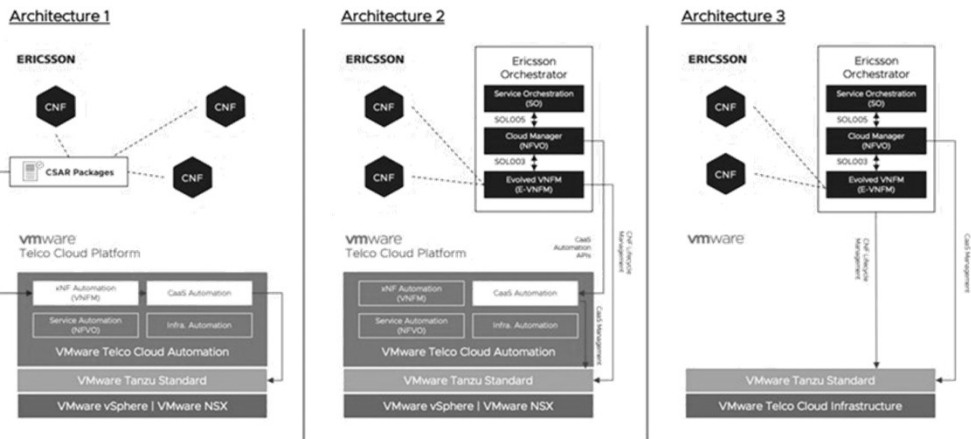 Architecture 1
ERICSSON
CNF
CNF
CSAR Packages
CNF
vmware
Telco Cloud Platform
xNF Automation
(VNFM)
CaaS Automation
Service Automation
(NFVO)
Infra. Automation
VMware Telco Cloud Automation
VMware Tanzu Standard
VMware vSphere | VMware NSX
Architecture 2
ERICSSON
Ericsson
Orchestrator
CNF
Service Orchestration
(SO)
SOL005
Cloud Manager
(NFVO)
SOL003
CNF
Evolved VNFM
(E-VNFM)
vmware
Telco Cloud Platform
CaaS
Automation
APIs
CNF Lifecycle
Management
xNF Automation
(VNFM)
CaaS Automation
CaaS Management
Service Automation
(NFVO)
Infra. Automation
VMware Telco Cloud Automation
VMware Tanzu Standard
VMware vSphere | VMware NSX
Architecture 3
ERICSSON
Ericsson
Orchestrator
CNF
Service Orchestration
(SO)
SOL005
Cloud Manager
(NFVO)
SOL003
CNF
Evolved VNFM
(E-VNFM)
vmware
CNF Lifecycle
Management
CaaS Management
VMware Tanzu Standard
VMware Telco Cloud Infrastructure